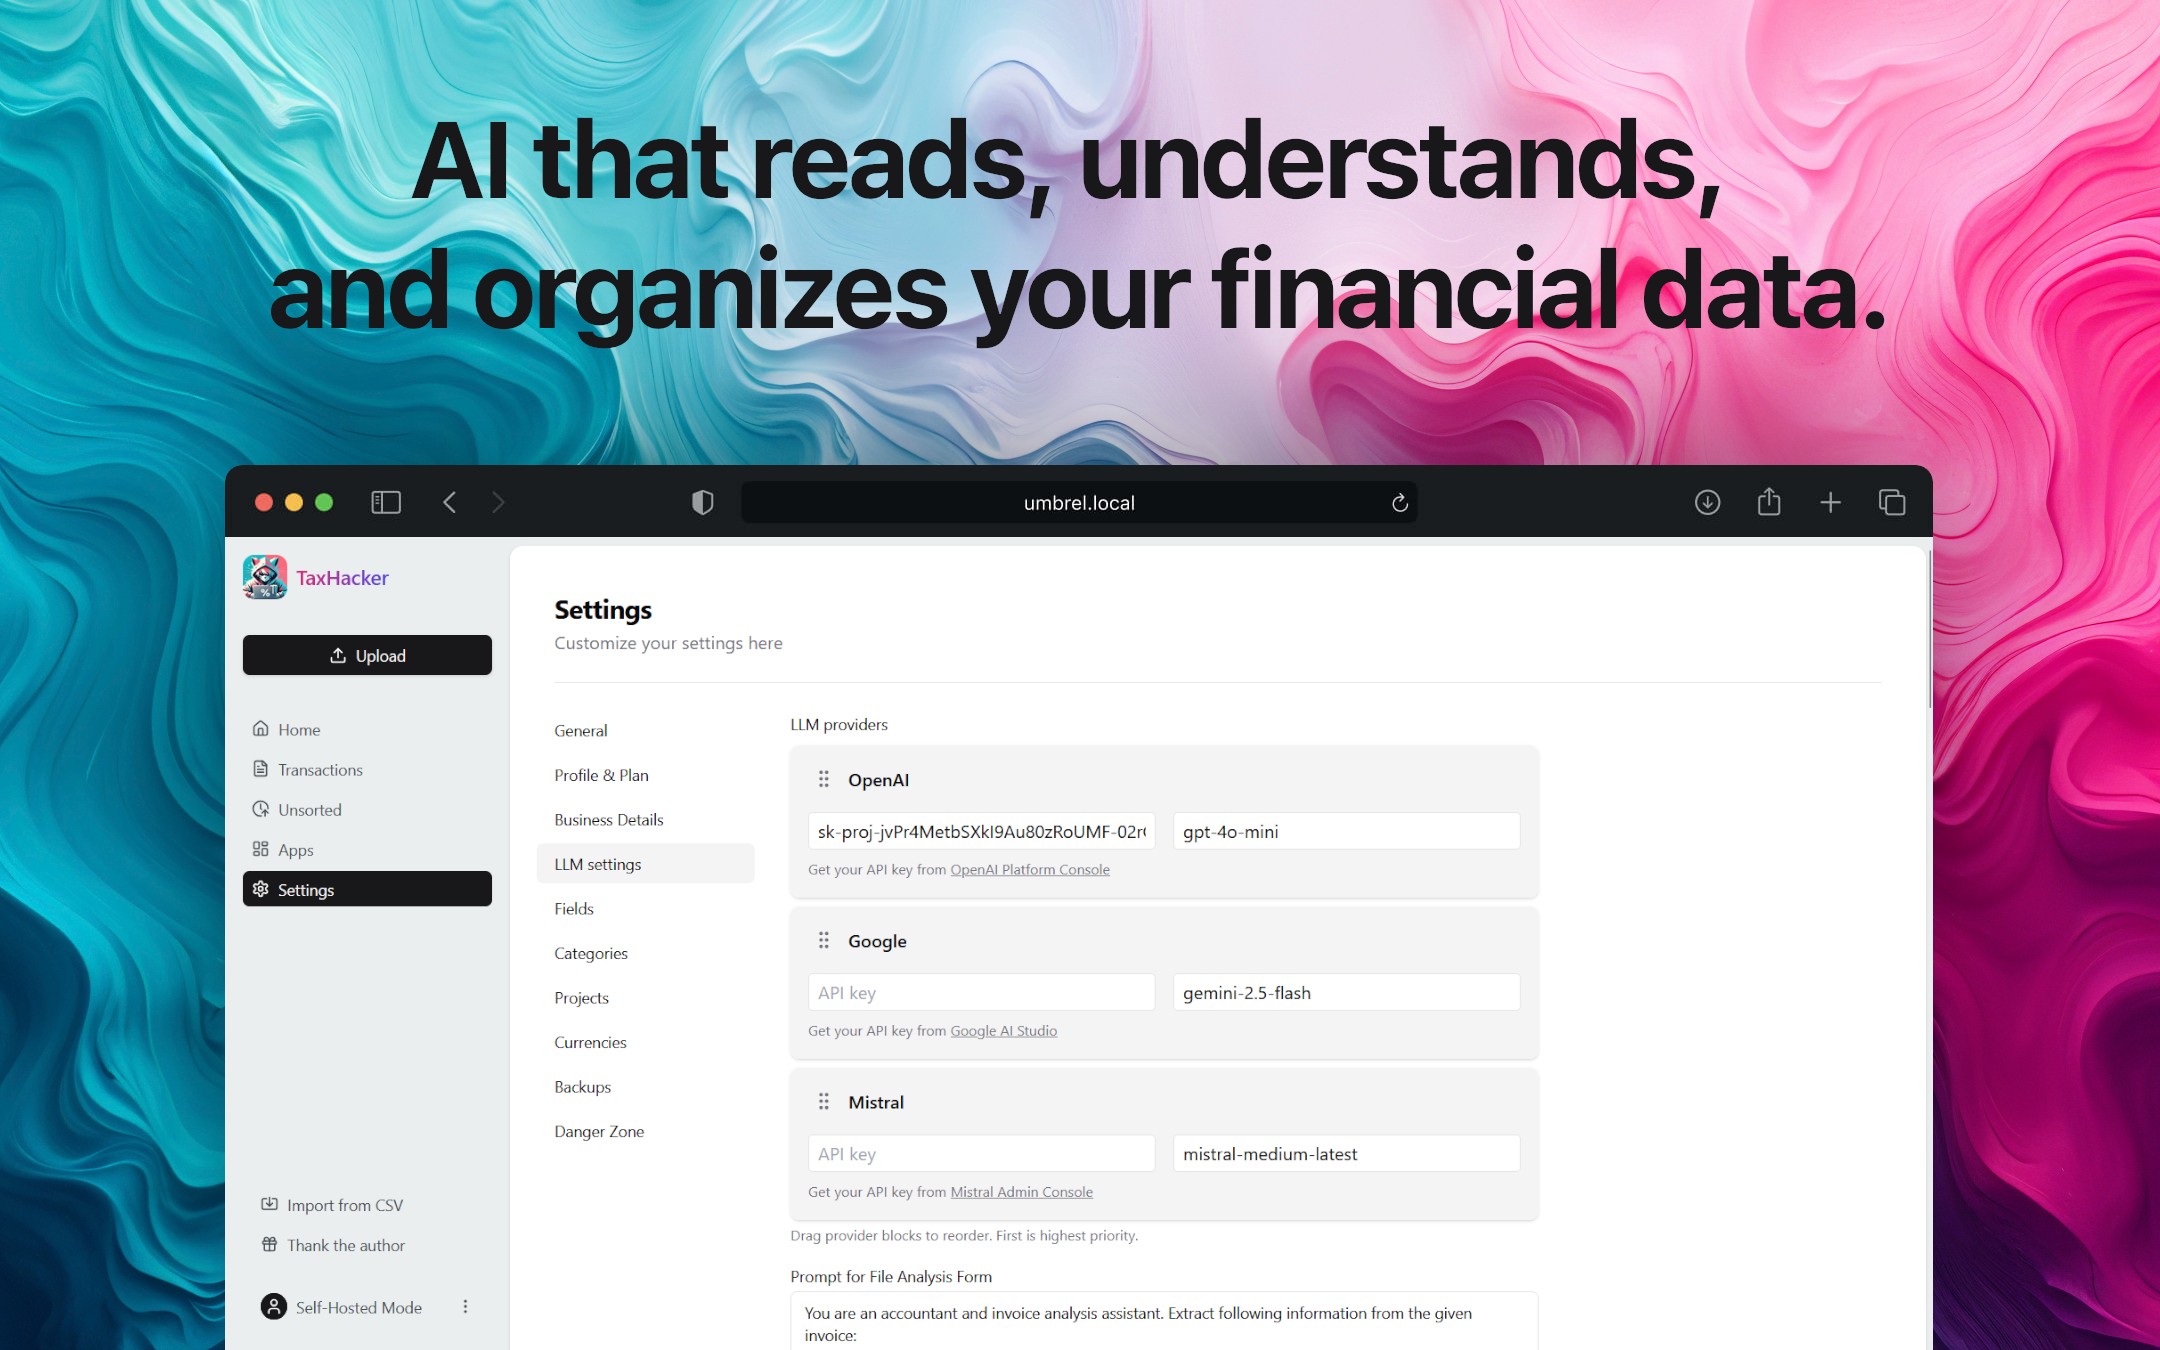 AI that reads, understands,
and organizes your financial data.
umbrel.local
TaxHacker
Upload
Home
Transactions
Unsorted
Apps
Settings
Import from CSV
Thank the author
Self-Hosted Mode
Settings
Customize your settings here
General
Profile & Plan
Business Details
LLM settings
Fields
Categories
Projects
Currencies
Backups
Danger Zone
LLM providers
OpenAI
gpt-4o-mini
Get your API key from OpenAI Platform Console
Google
API key
gemini-2.5-flash
Get your API key from Google AI Studio
Mistral
API key
mistral-medium-latest
Get your API key from Mistral Admin Console
Drag provider blocks to reorder. First is highest priority.
Prompt for File Analysis Form
You are an accountant and invoice analysis assistant. Extract following information from the given
invoice: